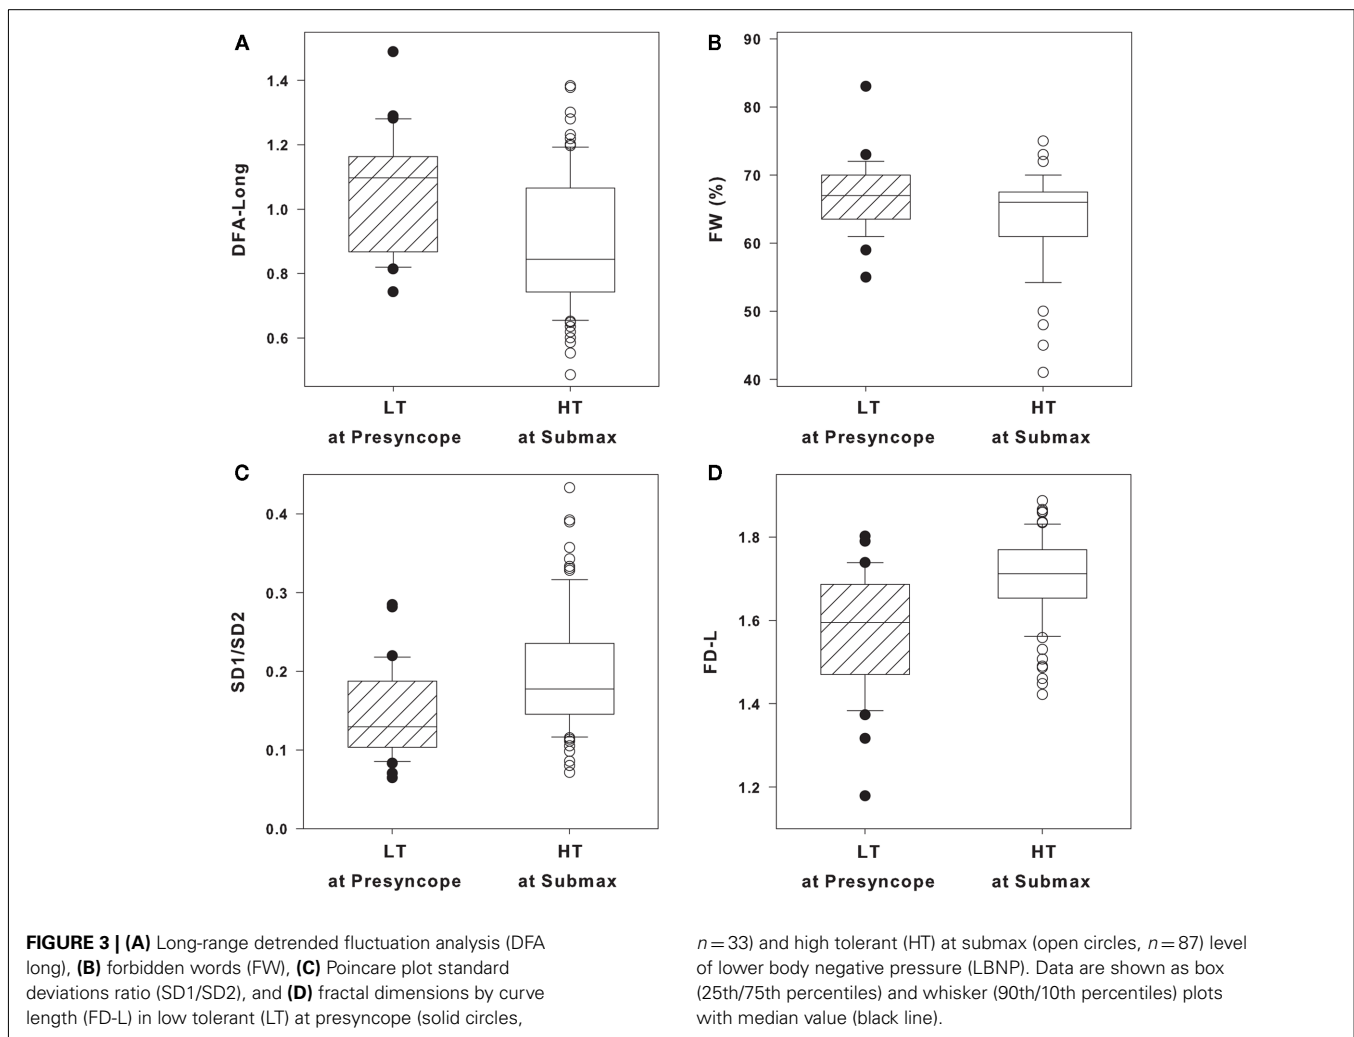 A
1.4
1.2
1.0
0.8
0.6
DFA-Long
LT
HT
at Presyncope
at Submax
B
90
80
70
60
50
40
FW (%)
LT
HT
at Presyncope
at Submax
C
0.4
0.3
0.2
0.1
0.0
SD1/SD2
LT
HT
at Presyncope
at Submax
D
1.8
1.6
1.4
1.2
FD-L
LT
HT
at Presyncope
at Submax
FIGURE 3 | (A) Long-range detrended fluctuation analysis (DFA
long), (B) forbidden words (FW), (C) Poincare plot standard
deviations ratio (SD1/SD2), and (D) fractal dimensions by curve
length (FD-L) in low tolerant (LT) at presyncope (solid circles,
n = 33) and high tolerant (HT) at submax (open circles, n = 87) level
of lower body negative pressure (LBNP). Data are shown as box
(25th/75th percentiles) and whisker (90th/10th percentiles) plots
with median value (black line).